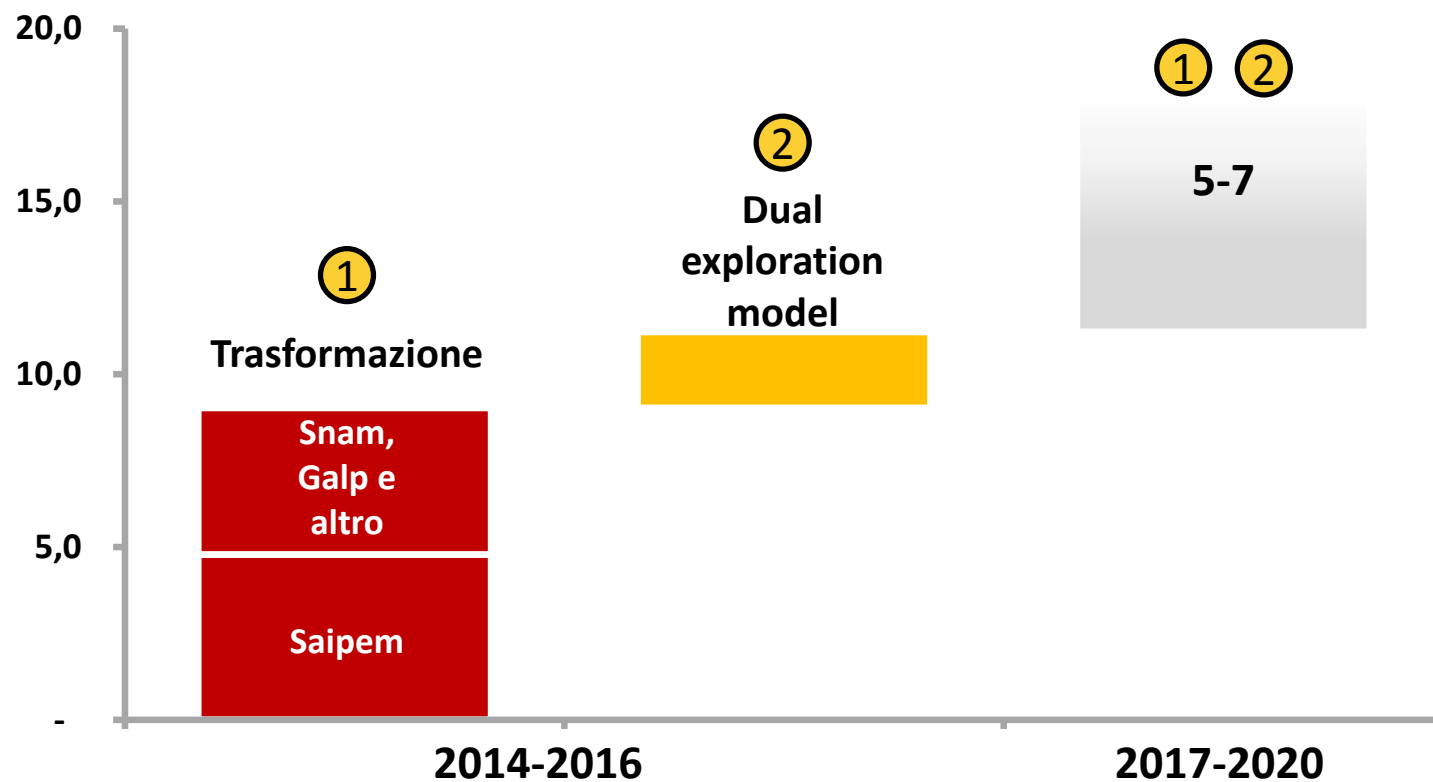 20,0
15,0
10,0
5,0
-
1
Trasformazione
Snam,
Galp e
altro
Saipem
2
Dual
exploration
model
1 2
5-7
2014-2016
2017-2020